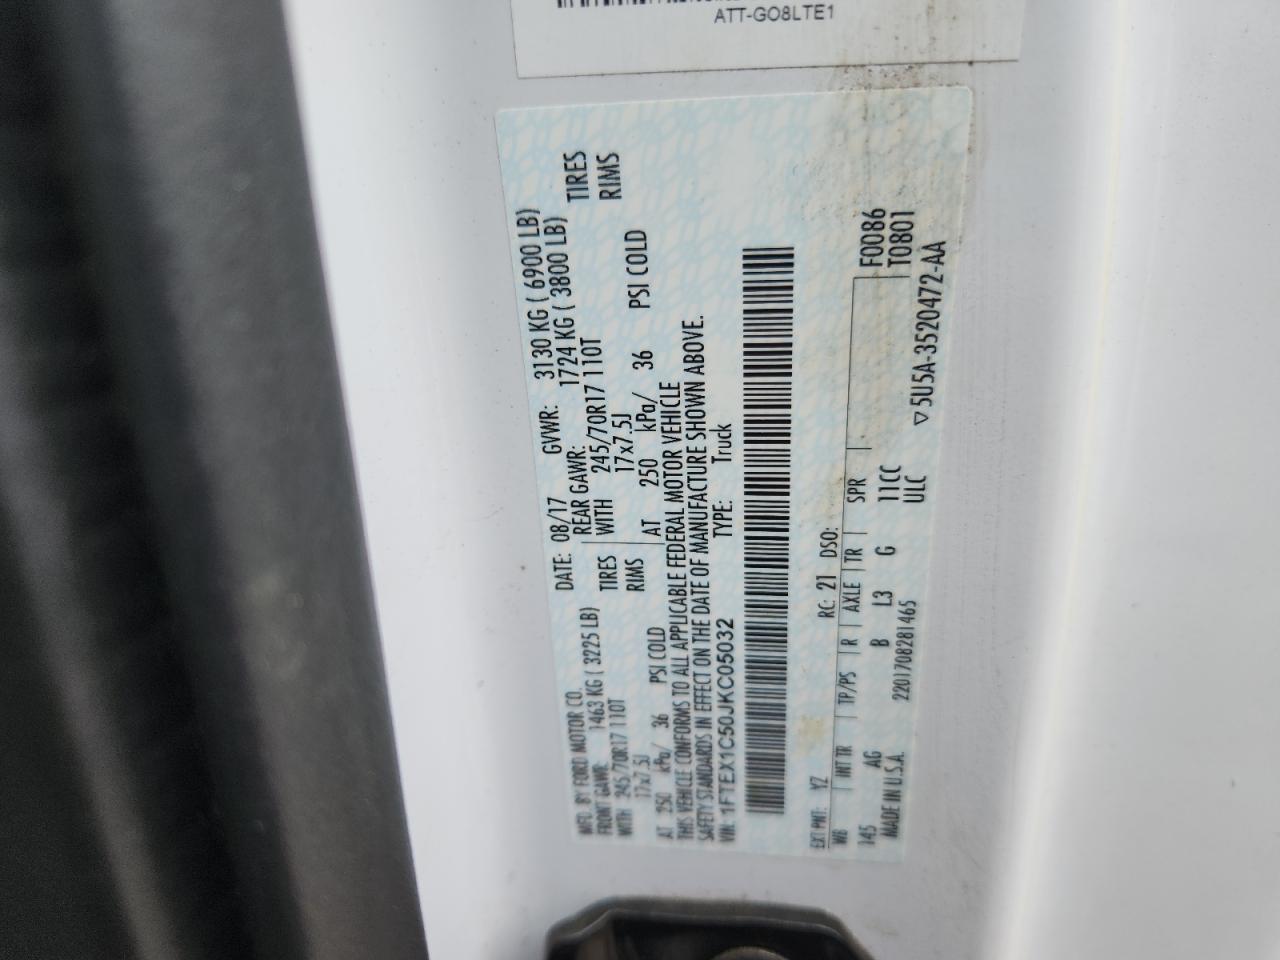 ATT-GO8LTE1
MFD. BY FORD MOTOR CO. DATE: 08/17 GVWR: 3130 KG ( 6900 LB)
FRONT GAWR: 1463 KG ( 3225 LB) REAR GAWR: 1724 KG ( 3800 LB)
WITH 245/70R17 110T TIRES WITH 245/70R17 110T TIRES
17x7.5J RIMS 17x7.5J RIMS
AT 250 kPa/ 36 PSI COLD AT 250 kPa/ 36 PSI COLD
THIS VEHICLE CONFORMS TO ALL APPLICABLE FEDERAL MOTOR VEHICLE
SAFETY STANDARDS IN EFFECT ON THE DATE OF MANUFACTURE SHOWN ABOVE.
VIN: 1FTEX1C50JKC05032 TYPE: Truck
EXT PNT: YZ RC: 21 DSO: F0086
WB INT TR TP/PS R AXLE TR SPR T0801
145 AG B L3 G 11CC
MADE IN U.S.A. 2201708281465 ULC
▽5U5A-3520472-AA